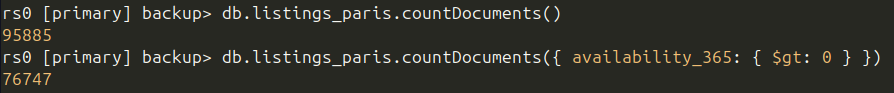 rs0 [primary] backup> db.listings_paris.countDocuments()
95885
rs0 [primary] backup> db.listings_paris.countDocuments({ availability_365: { $gt: 0 } })
76747